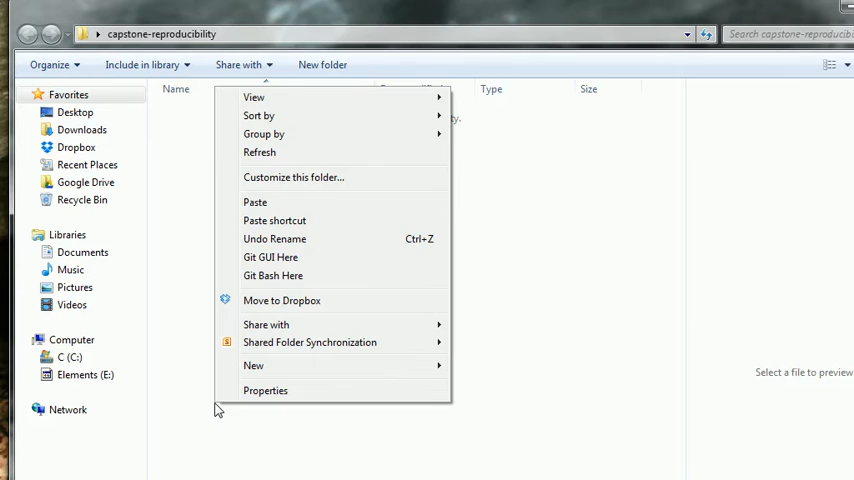 capstone-reproducibility
Search capstone-reproducibi
Organize
Include in library
Share with
New folder
Favorites
Desktop
Downloads
Dropbox
Recent Places
Google Drive
Recycle Bin
Libraries
Documents
Music
Pictures
Videos
Computer
C (C:)
Elements (E:)
Network
Name
Type
Size
View
Sort by
Group by
Refresh
Customize this folder...
Paste
Paste shortcut
Undo Rename Ctrl+Z
Git GUI Here
Git Bash Here
Move to Dropbox
Share with
Shared Folder Synchronization
New
Properties
Select a file to preview